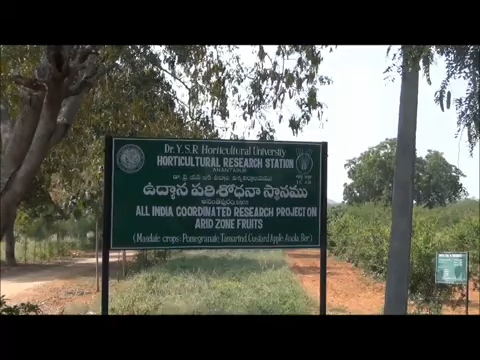 Dr. Y.S.R Horticultural University
HORTICULTURAL RESEARCH STATION
ANANTAPUR
ఉద్యాన పరిశోధనా స్థానము
ALL INDIA COORDINATED RESEARCH PROJECT ON
ARID ZONE FRUITS
(Mandate crops: Pomegranate, Tamarind, Custard Apple Aonla Ber)